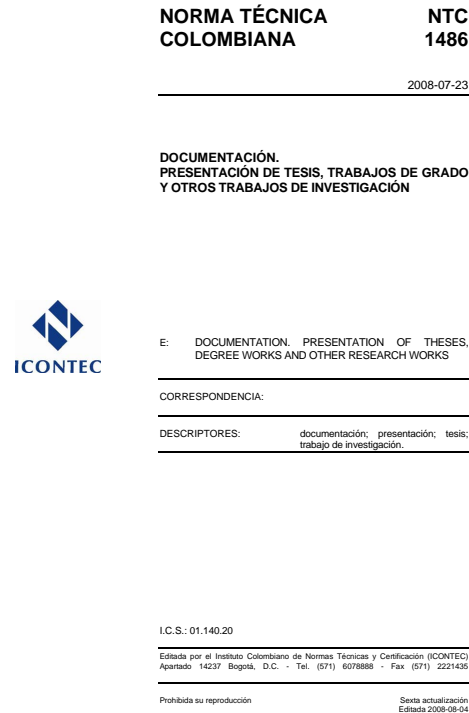 NORMA TÉCNICA NTC
COLOMBIANA 1486
2008-07-23
DOCUMENTACIÓN.
PRESENTACIÓN DE TESIS, TRABAJOS DE GRADO
Y OTROS TRABAJOS DE INVESTIGACIÓN
ICONTEC
E: DOCUMENTATION. PRESENTATION OF THESES,
DEGREE WORKS AND OTHER RESEARCH WORKS
CORRESPONDENCIA:
DESCRIPTORES: documentación; presentación; tesis;
trabajo de investigación.
I.C.S.: 01.140.20
Editada por el Instituto Colombiano de Normas Técnicas y Certificación (ICONTEC)
Apartado 14237 Bogotá, D.C. - Tel. (571) 6078888 - Fax (571) 2221435
Prohibida su reproducción Sexta actualización
Editada 2008-08-04